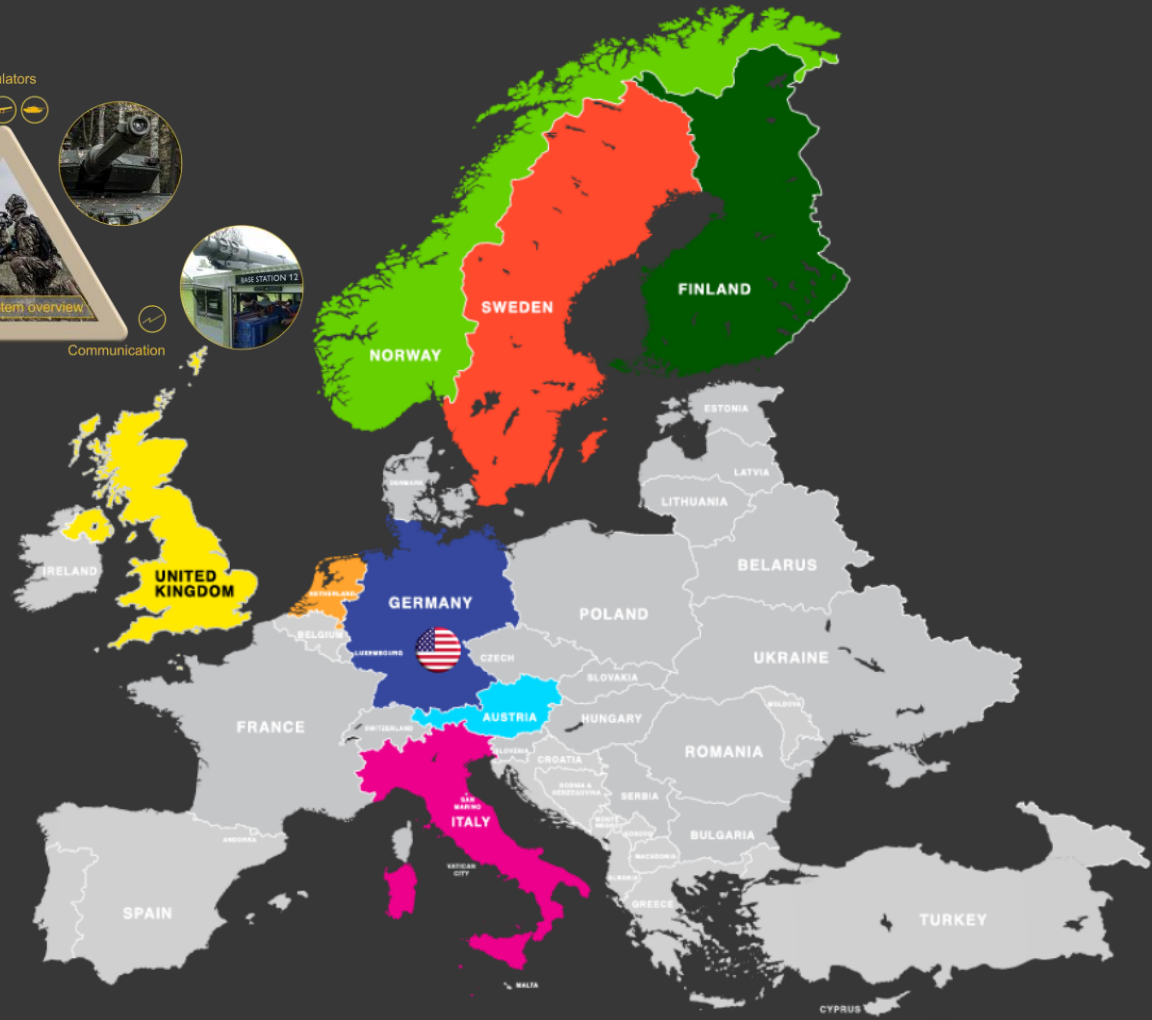 ulators
BASE STATION 12
tem overview
Communication
SWEDEN
FINLAND
NORWAY
ESTONIA
LATVIA
LITHUANIA
DENMARK
BELARUS
IRELAND
UNITED
KINGDOM
NETHERLANDS
GERMANY
POLAND
BELGIUM
LUXEMBOURG
CZECH
UKRAINE
SLOVAKIA
FRANCE
SWITZERLAND
AUSTRIA
HUNGARY
MOLDOVA
SLOVENIA
CROATIA
ROMANIA
BOSNIA &
HERZEGOVINA
SERBIA
SAN
MARINO
ITALY
MONTE
NEGRO
KOSOVO
BULGARIA
ANDORRA
MACEDONIA
VATICAN
CITY
ALBANIA
GREECE
SPAIN
TURKEY
MALTA
CYPRUS